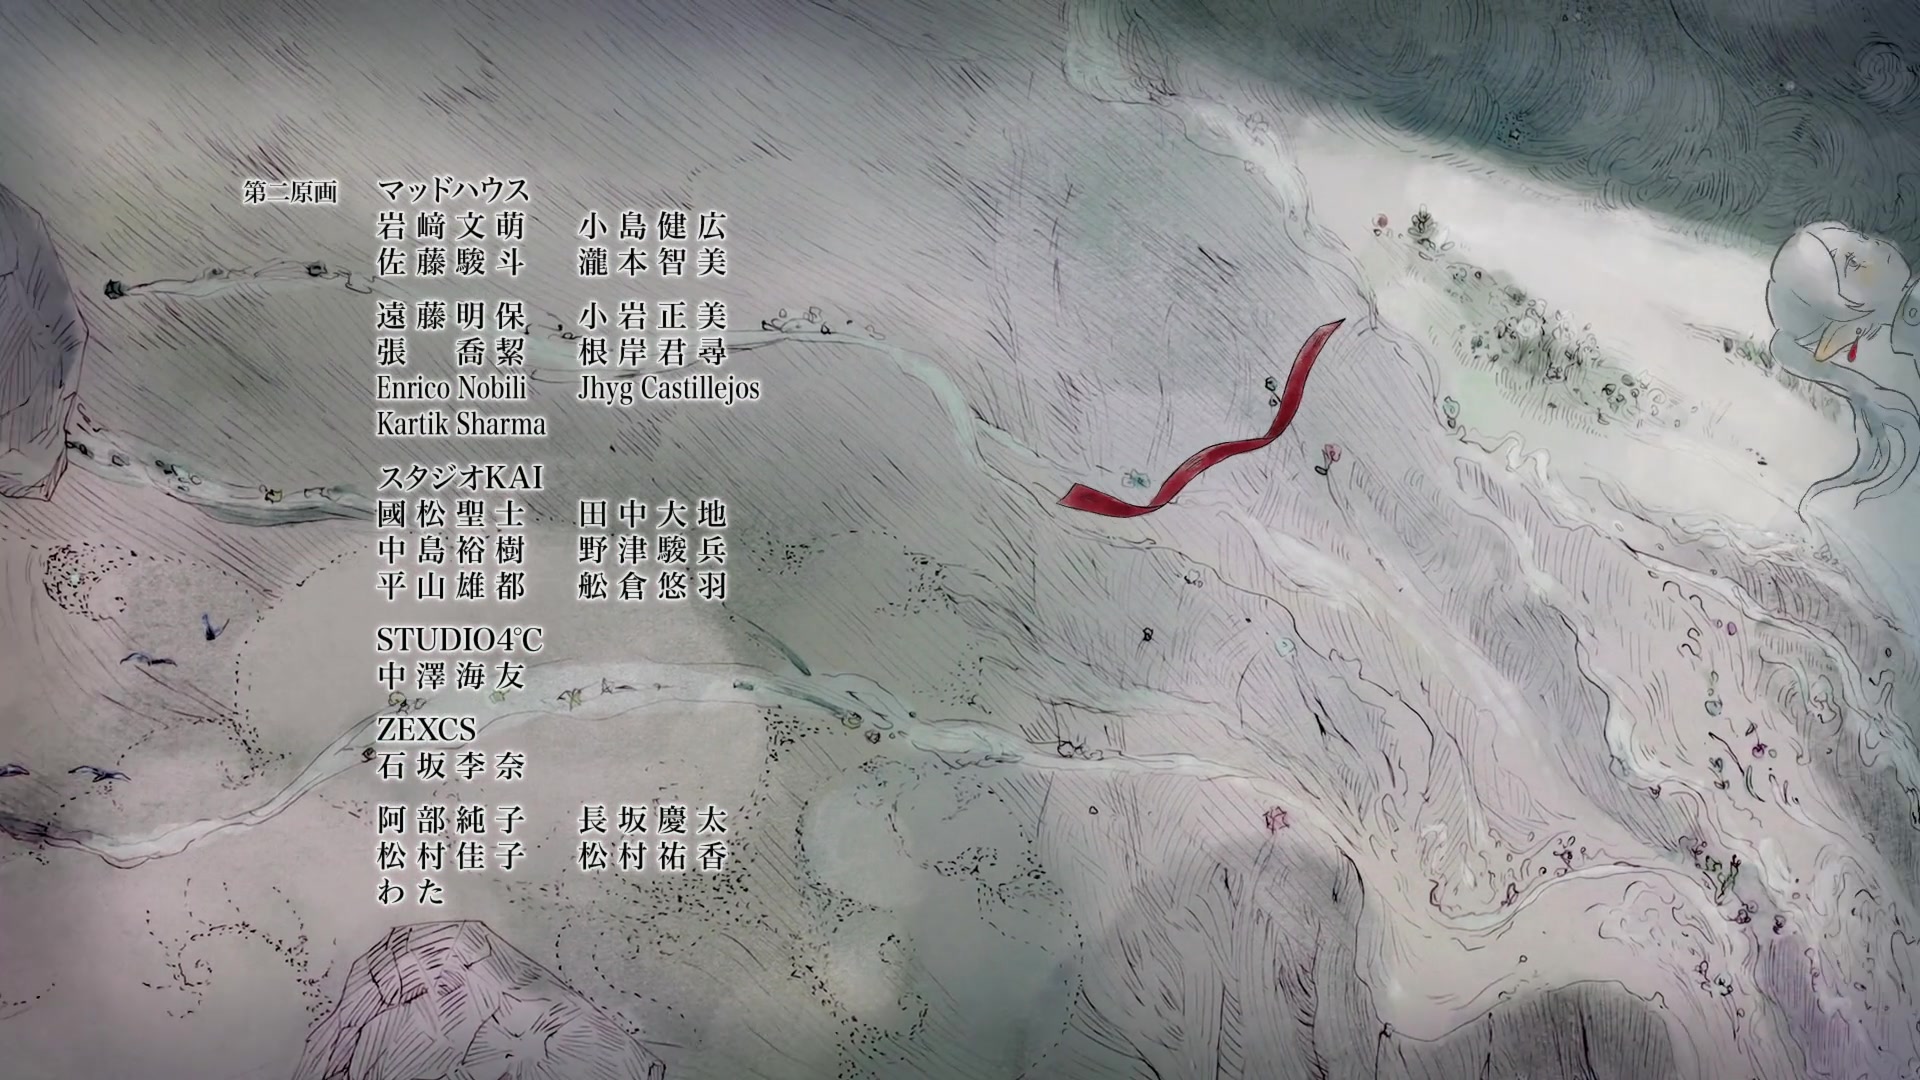 第二原画 マッドハウス
岩﨑文萌 小島健広
佐藤駿斗 瀧本智美
遠藤明保 小岩正美
張 喬絜 根岸君尋
Enrico Nobili Jhyg Castillejos
Kartik Sharma
スタジオKAI
國松聖士 田中大地
中島裕樹 野津駿兵
平山雄都 舩倉悠羽
STUDIO4℃
中澤海友
ZEXCS
石坂李奈
阿部純子 長坂慶太
松村佳子 松村祐香
わた